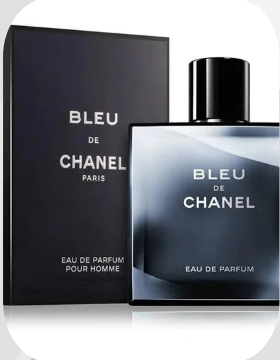 BLEU
DE
CHANEL
PARIS
EAU DE PARFUM
POUR HOMME
BLEU
DE
CHANEL
EAU DE PARFUM